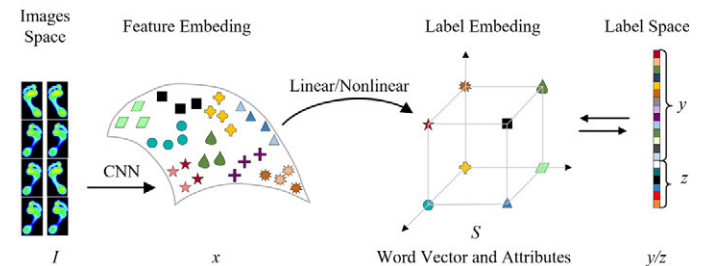 Images
Space
Feature Embeding
Label Embeding
Label Space
Linear/Nonlinear
CNN
y
z
S
I
x
Word Vector and Attributes
y/z